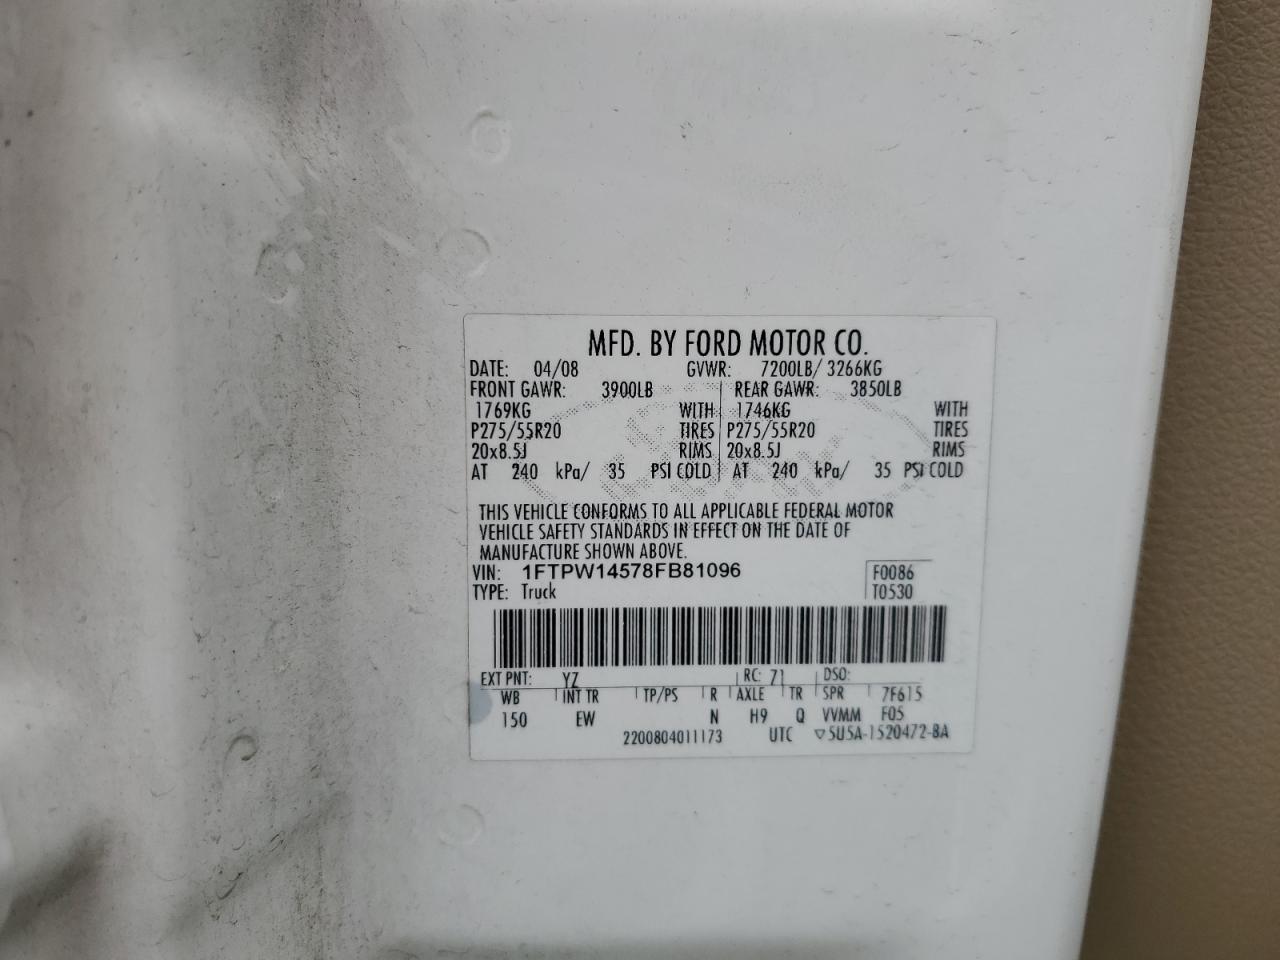 MFD. BY FORD MOTOR CO.
DATE: 04/08 GVWR: 7200LB/ 3266KG
FRONT GAWR: 3900LB REAR GAWR: 3850LB
1769KG WITH 1746KG WITH
P275/55R20 TIRES P275/55R20 TIRES
20x8.5J RIMS 20x8.5J RIMS
AT 240 kPa/ 35 PSI COLD AT 240 kPa/ 35 PSI COLD
THIS VEHICLE CONFORMS TO ALL APPLICABLE FEDERAL MOTOR
VEHICLE SAFETY STANDARDS IN EFFECT ON THE DATE OF
MANUFACTURE SHOWN ABOVE.
VIN: 1FTPW14578FB81096 F0086
TYPE: Truck T0530
EXT PNT: YZ RC: 71 DSO:
WB INT TR TP/PS R AXLE TR SPR 7F615
150 EW N H9 Q VVMM F05
2200804011173 UTC ▽5U5A-1520472-BA